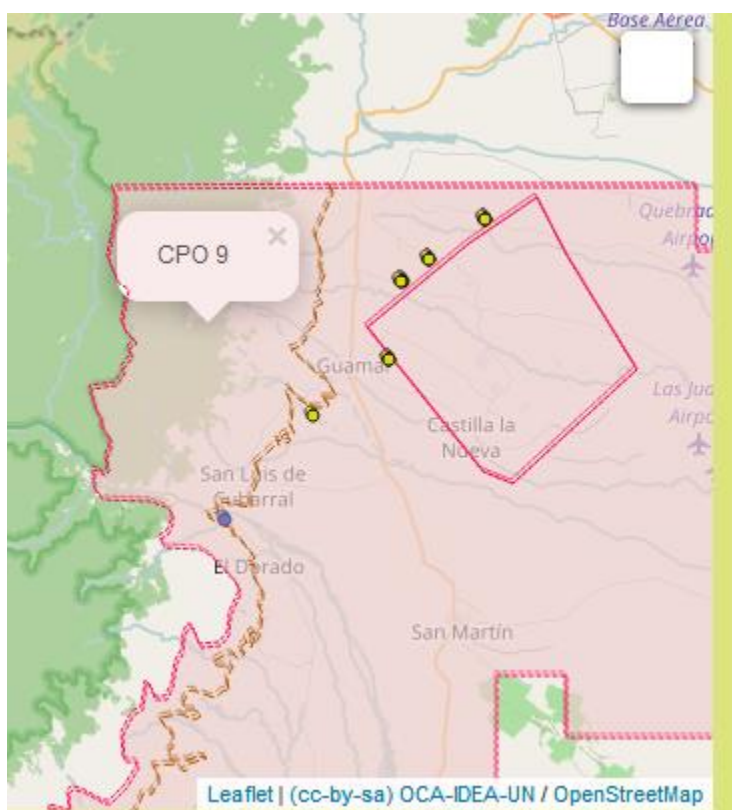 Base Aérea
CPO 9
×
Quebrad
Airpo
Guamal
Las Jua
Airpo
Castilla la
Nueva
San Luis de
Cubarral
El Dorado
San Martín
Leaflet | (cc-by-sa) OCA-IDEA-UN / OpenStreetMap